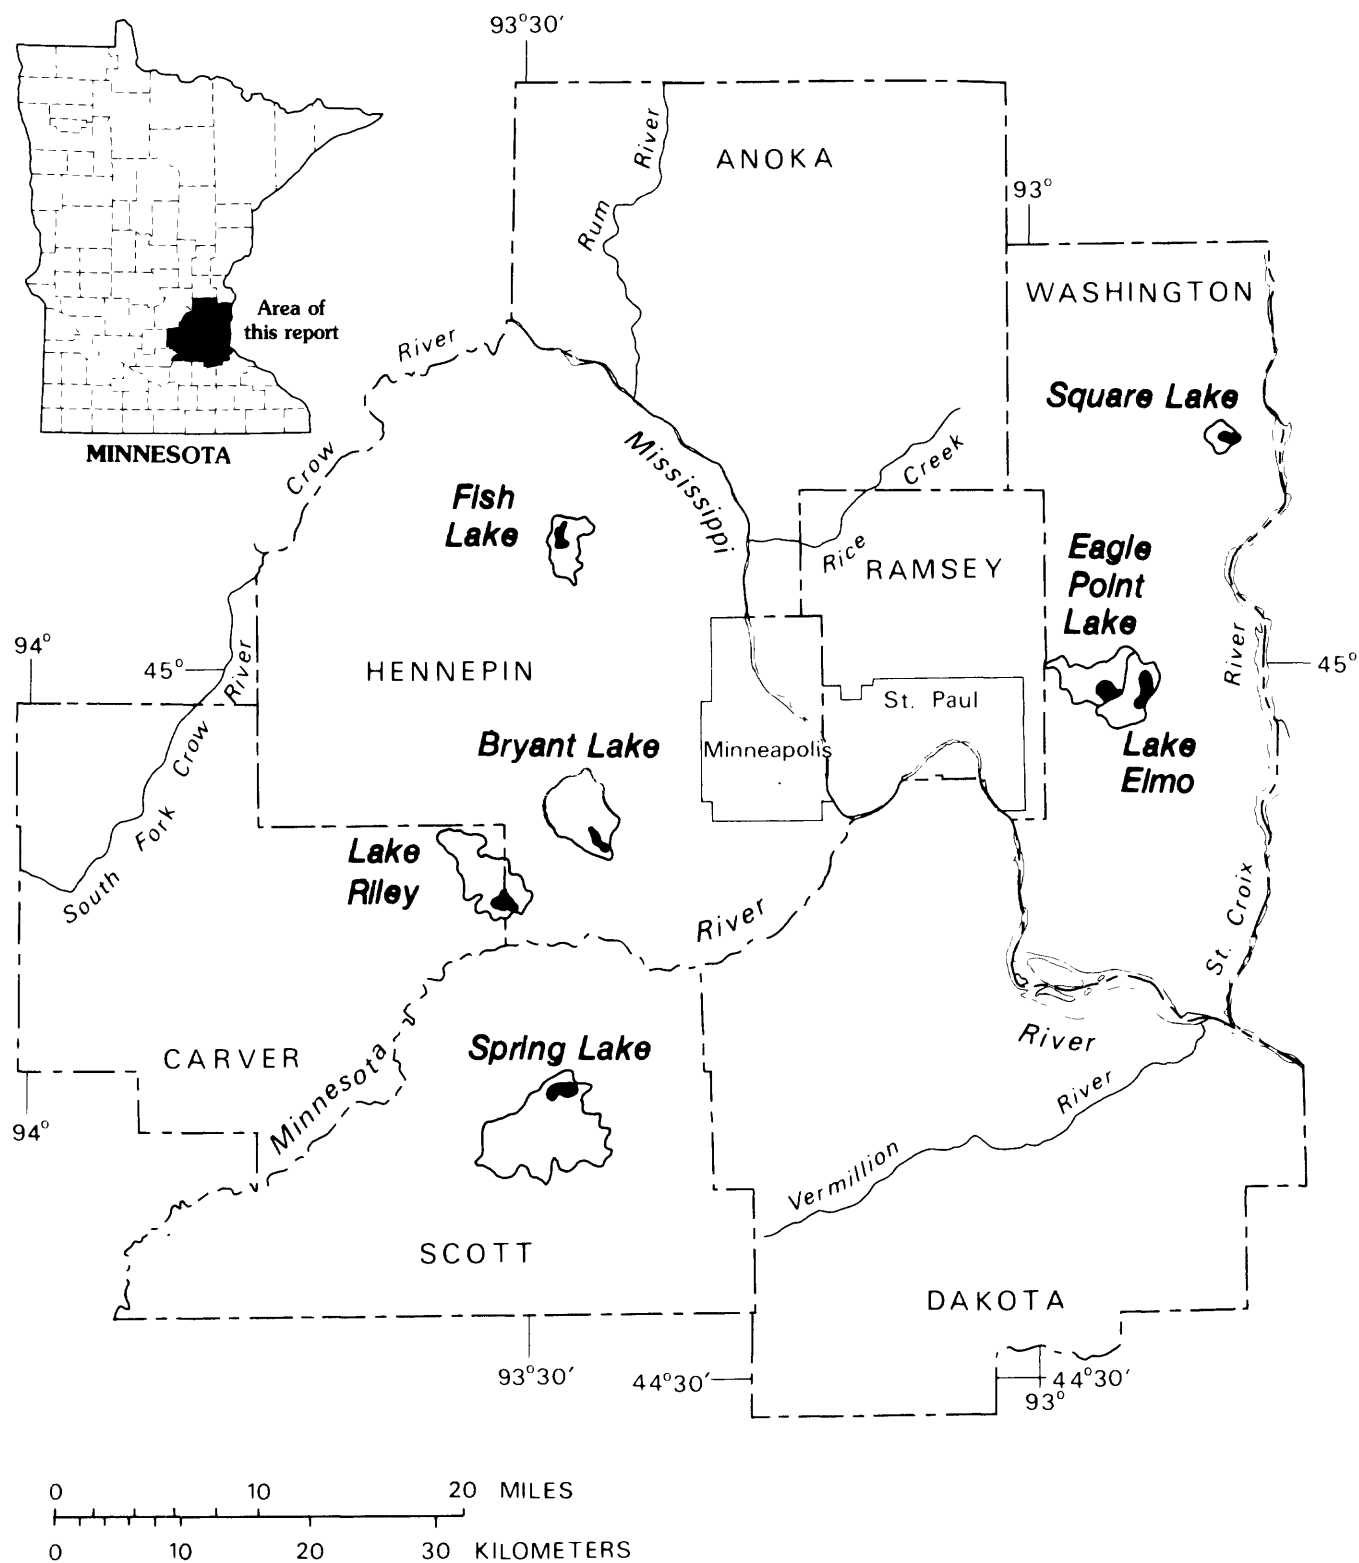 93°30′
River
ANOKA
93°
Rum
WASHINGTON
Area of
this report
River
Square Lake
MINNESOTA
Crow
Mississippi
Creek
Fish
Lake
Rice
RAMSEY
Eagle
Point
Lake
94°
45°
River
HENNEPIN
River
45°
St. Paul
Crow
Bryant Lake
Minneapolis
Lake
Elmo
Fork
Lake
Riley
South
River
St. Croix
River
CARVER
Minnesota
Spring Lake
River
94°
Vermillion
SCOTT
DAKOTA
93°30′
44°30′
44°30′
93°
0 10 20 MILES
0 10 20 30 KILOMETERS